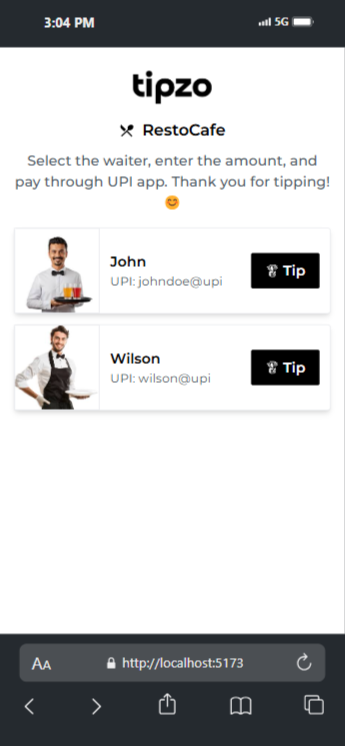 3:04 PM
5G
tipzo
RestoCafe
Select the waiter, enter the amount, and
pay through UPI app. Thank you for tipping!
😊
John
UPI: johndoe@upi
Tip
Wilson
UPI: wilson@upi
Tip
AA
http://localhost:5173